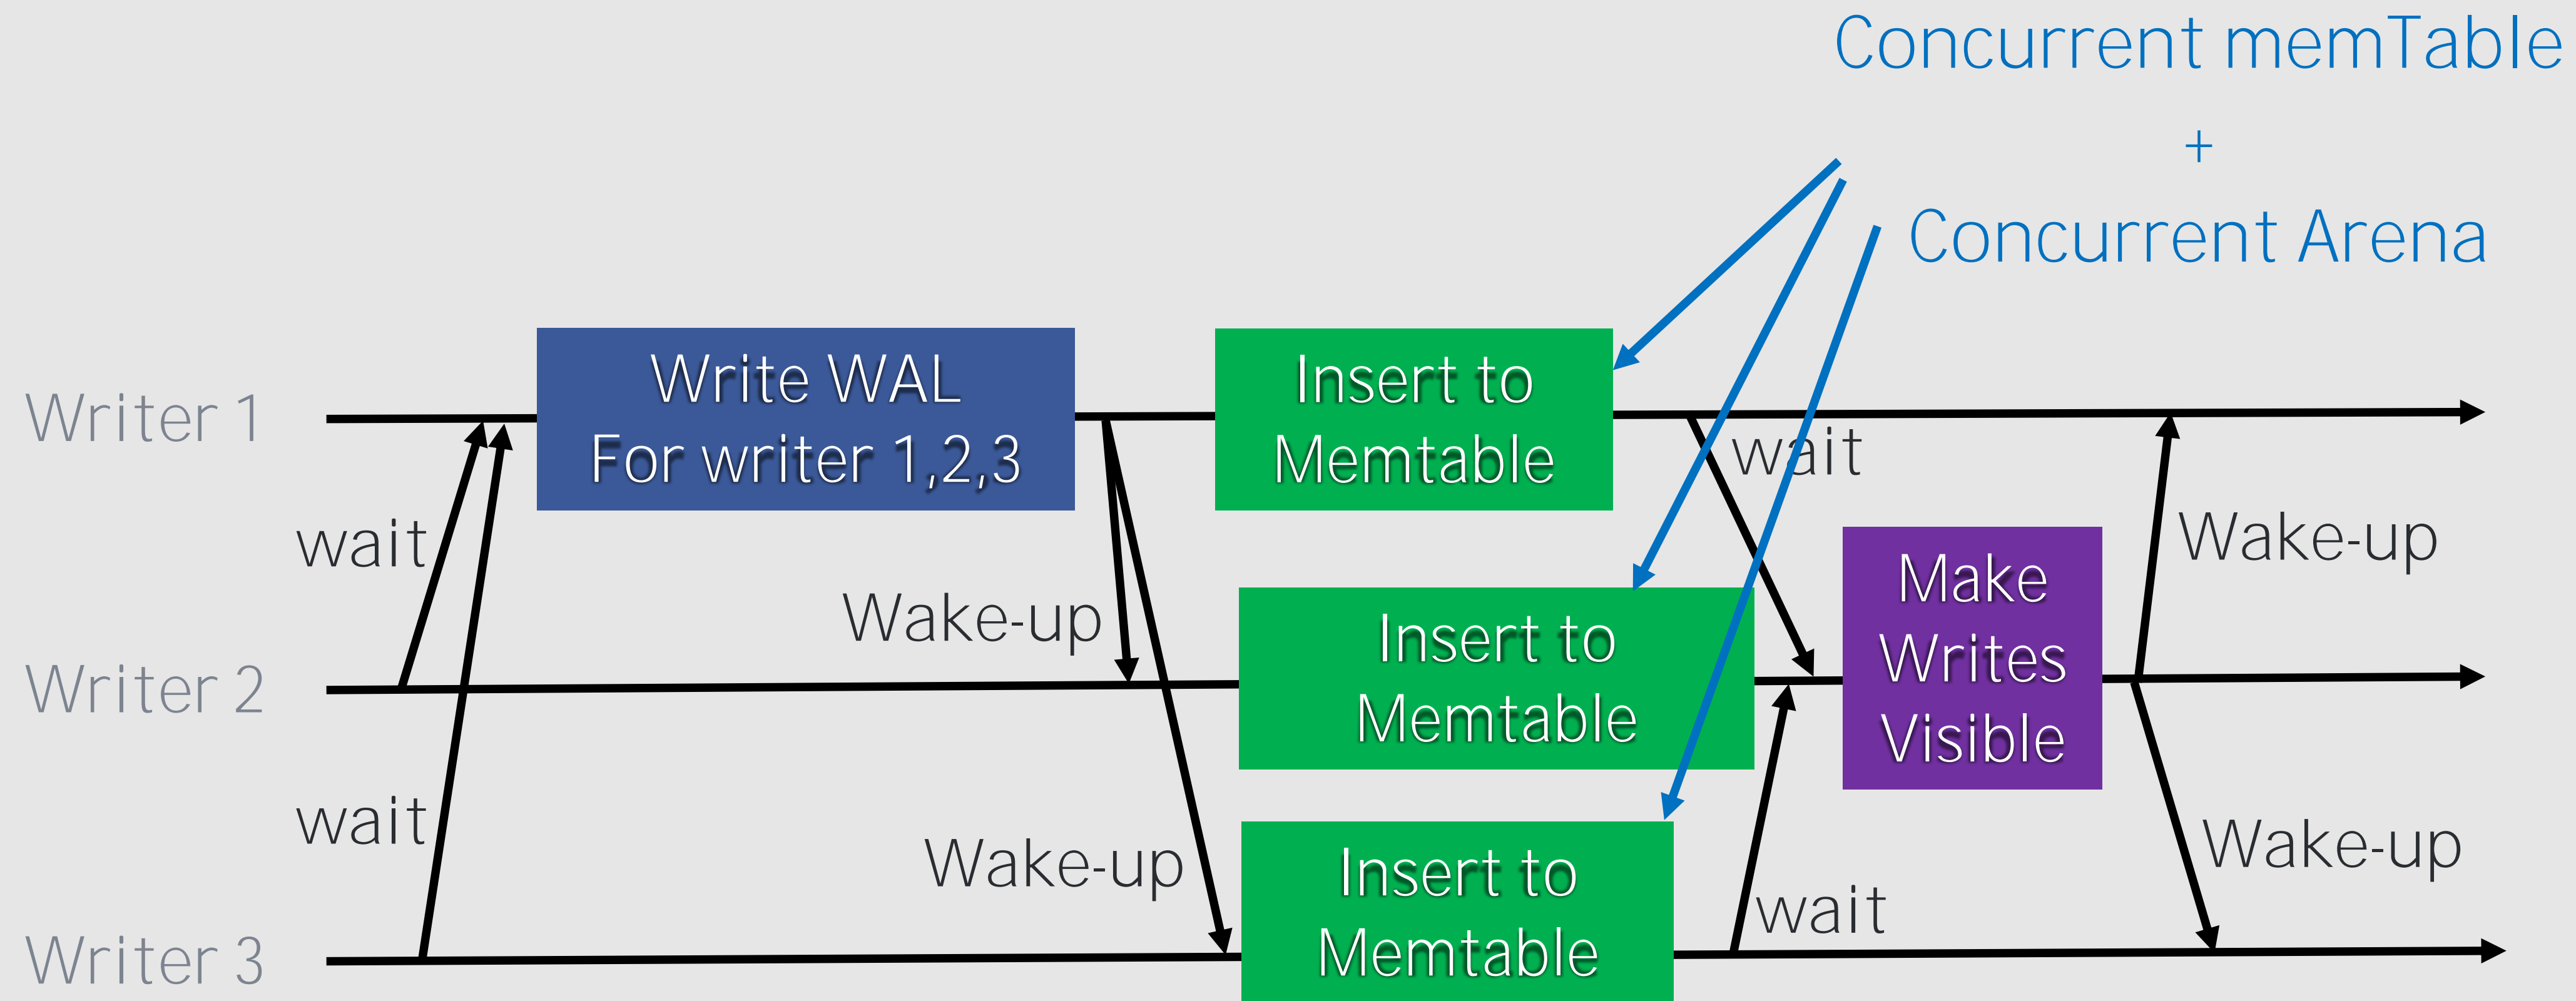 Concurrent memTable
+
Concurrent Arena
Write WAL
For writer 1,2,3
Insert to
Memtable
Writer 1
wait
wait
Wake-up
Make
Writes
Visible
Wake-up
Insert to
Memtable
Writer 2
wait
Wake-up
Insert to
Memtable
wait
Wake-up
Writer 3